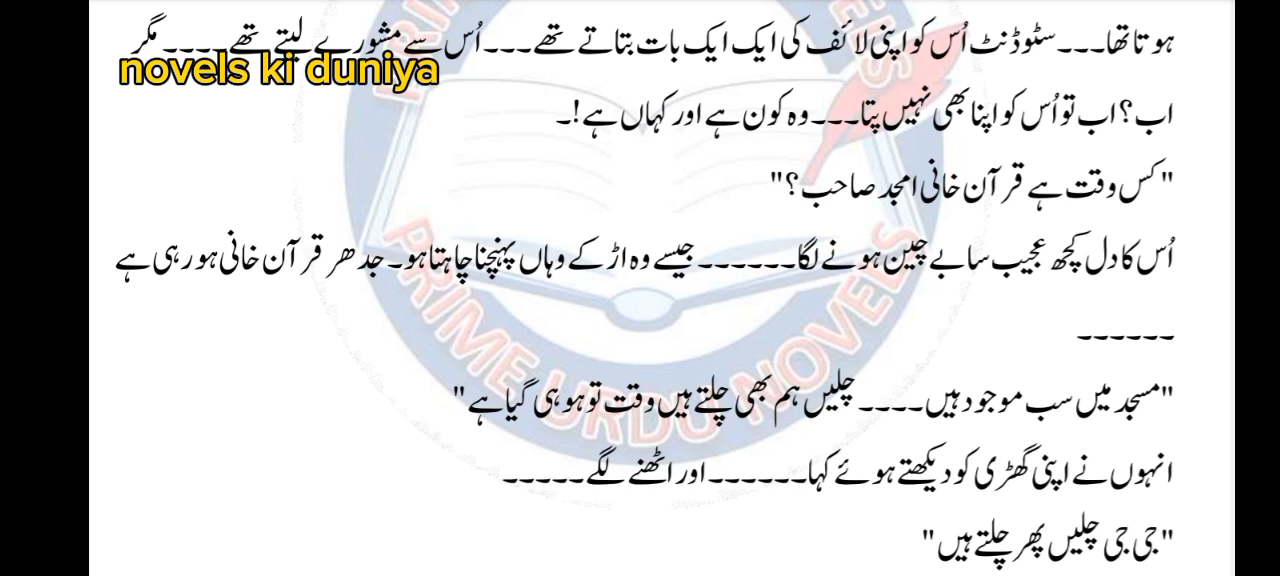 ہوتا تھا۔۔۔سٹوڈنٹ اُس کو اپنی لائف کی ایک ایک بات بتاتے تھے۔۔۔اُس سے مشورے لیتے تھے۔۔۔۔مگر
novels ki duniya
اب؟ اب تو اُس کو اپنا بھی نہیں پتا۔۔۔وہ کون ہے اور کہاں ہے!۔
"کس وقت ہے قرآن خانی امجد صاحب؟"
اُس کا دل کچھ عجیب سا بے چین ہونے لگا۔۔۔۔۔۔جیسے وہ اڑ کے وہاں پہنچنا چاہتا ہو۔ جدھر قرآن خانی ہو رہی ہے
۔۔۔۔۔۔
"مسجد میں سب موجود ہیں۔۔۔۔چلیں ہم بھی چلتے ہیں وقت تو ہو ہی گیا ہے"
انہوں نے اپنی گھڑی کو دیکھتے ہوئے کہا۔۔۔۔۔۔اور اٹھنے لگے۔۔۔۔۔
"جی جی چلیں پھر چلتے ہیں"
PRIME URDU NOVELS